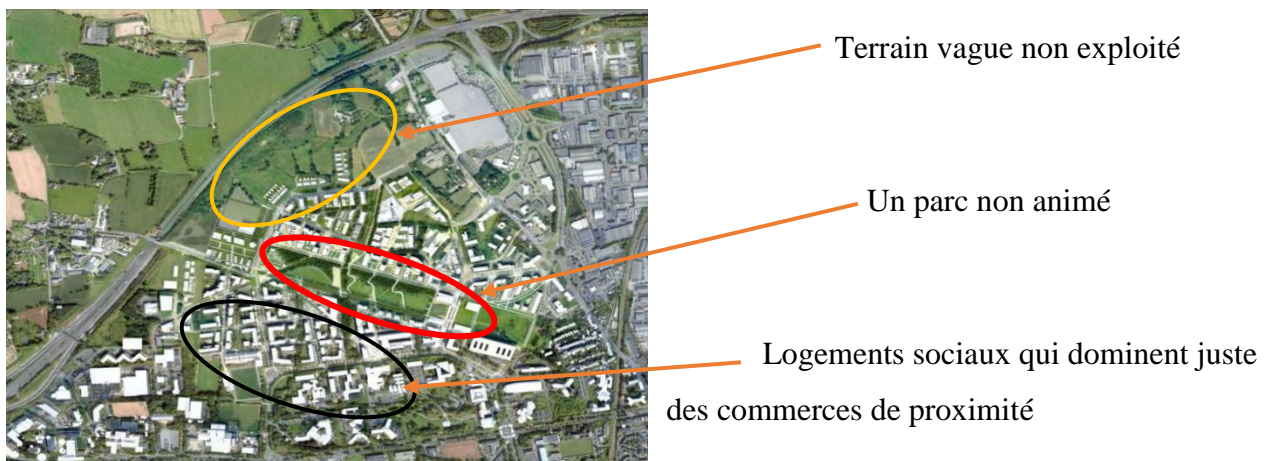 Terrain vague non exploité
Un parc non animé
Logements sociaux qui dominent juste
des commerces de proximité